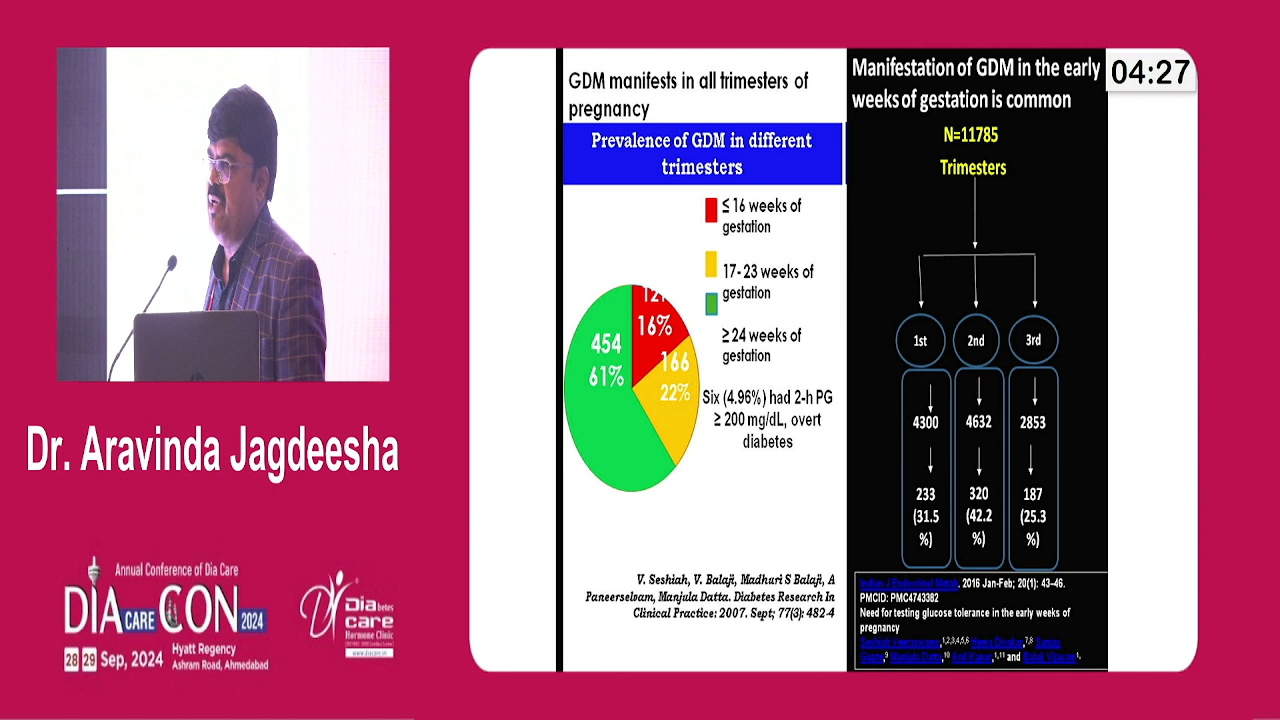 Dr. Aravinda Jagdeesha
Annual Conference of Dia Care
DIA CARE CON 2024
28 29 Sep, 2024
Hyatt Regency
Ashram Road, Ahmedabad
Diabetes
care
Hormone Clinic
GDM manifests in all trimesters of
pregnancy
Prevalence of GDM in different
trimesters
≤ 16 weeks of
gestation
17- 23 weeks of
gestation
≥ 24 weeks of
gestation
16%
454
61%
166
22%
Six (4.96%) had 2-h PG
≥ 200 mg/dL, overt
diabetes
V. Seshiah, V. Balaji, Madhuri S Balaji, A
Paneerselvam, Manjula Datta. Diabetes Research In
Clinical Practice: 2007. Sept; 77(3): 482-4
Manifestation of GDM in the early
weeks of gestation is common
04:27
N=11785
Trimesters
1st 2nd 3rd
4300 4632 2853
233 320 187
(31.5 (42.2 (25.3
%) %) %)
2016 Jan-Feb; 20(1): 43–46.
PMCID: PMC4743382
Need for testing glucose tolerance in the early weeks of
pregnancy